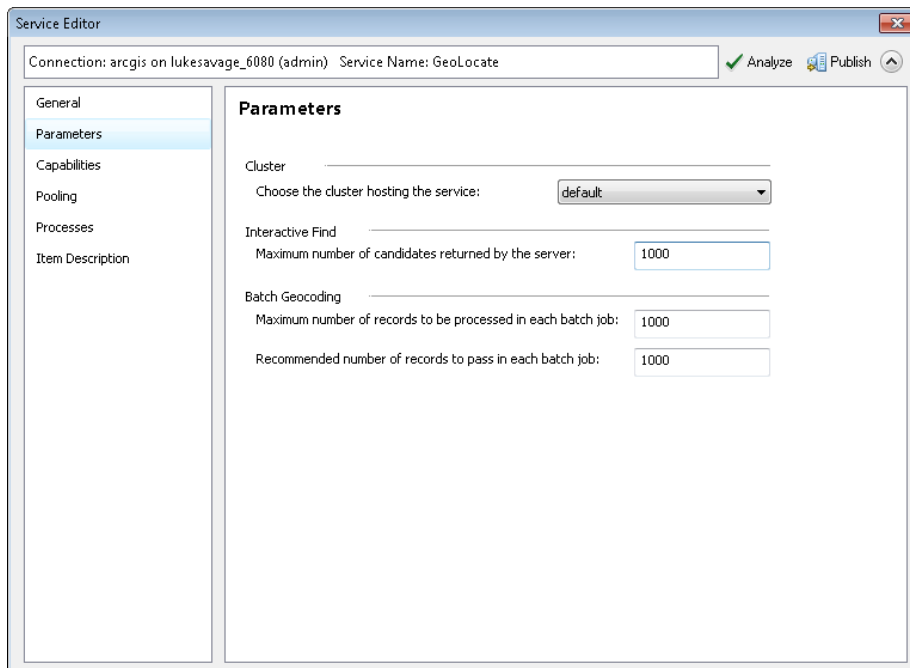 Service Editor
Connection: arcgis on lukesavage_6080 (admin) Service Name: GeoLocate
Analyze
Publish
General
Parameters
Capabilities
Pooling
Processes
Item Description
Parameters
Cluster
Choose the cluster hosting the service: default
Interactive Find
Maximum number of candidates returned by the server: 1000
Batch Geocoding
Maximum number of records to be processed in each batch job: 1000
Recommended number of records to pass in each batch job: 1000